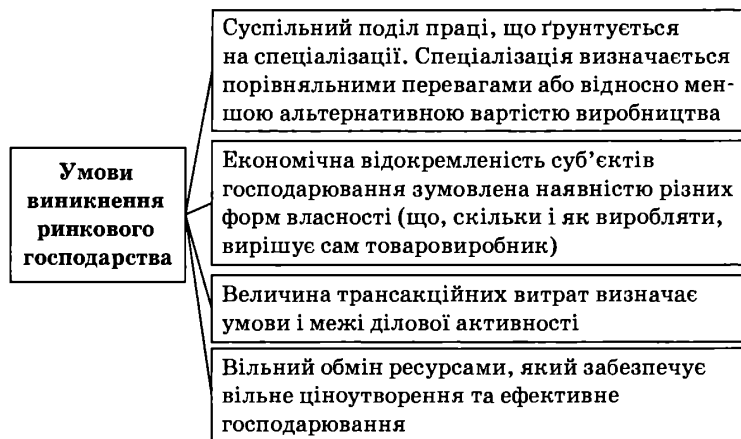 Суспільний поділ праці, що ґрунтується
на спеціалізації. Спеціалізація визначається
порівняльними перевагами або відносно мен-
шою альтернативною вартістю виробництва
Умови
виникнення
ринкового
господарства
Економічна відокремленість суб’єктів
господарювання зумовлена наявністю різних
форм власності (що, скільки і як виробляти,
вирішує сам товаровиробник)
Величина трансакційних витрат визначає
умови і межі ділової активності
Вільний обмін ресурсами, який забезпечує
вільне ціноутворення та ефективне
господарювання